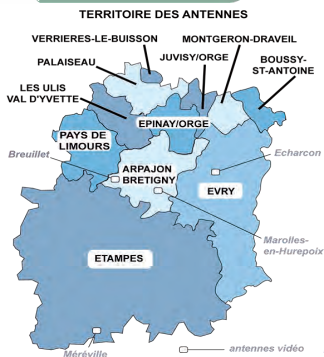 TERRITOIRE DES ANTENNES
VERRIERES-LE-BUISSON
MONTGERON-DRAVEIL
PALAISEAU
JUVISY/ORGE
BOUSSY-
ST-ANTOINE
LES ULIS
VAL D'YVETTE
EPINAY/ORGE
PAYS DE
LIMOURS
Breuillet
Echarcon
ARPAJON
BRETIGNY
EVRY
Marolles-
en-Hurepoix
ETAMPES
Méréville
antennes vidéo